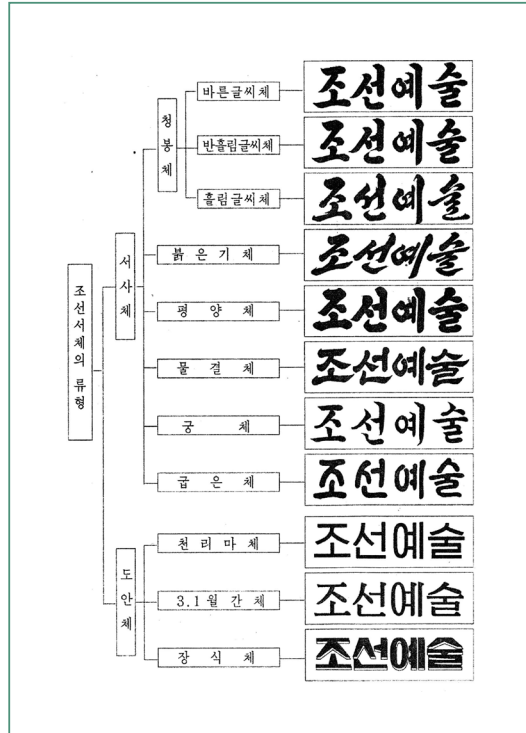 조선서체의 류형
서사체
청봉체
바른글씨체
조선예술
반흘림글씨체
조선예술
흘림글씨체
조선예술
붉은기체
조선예술
평양체
조선예술
물결체
조선예술
궁체
조선예술
굽은체
조선예술
도안체
천리마체
조선예술
3.1월간체
조선예술
장식체
조선예술